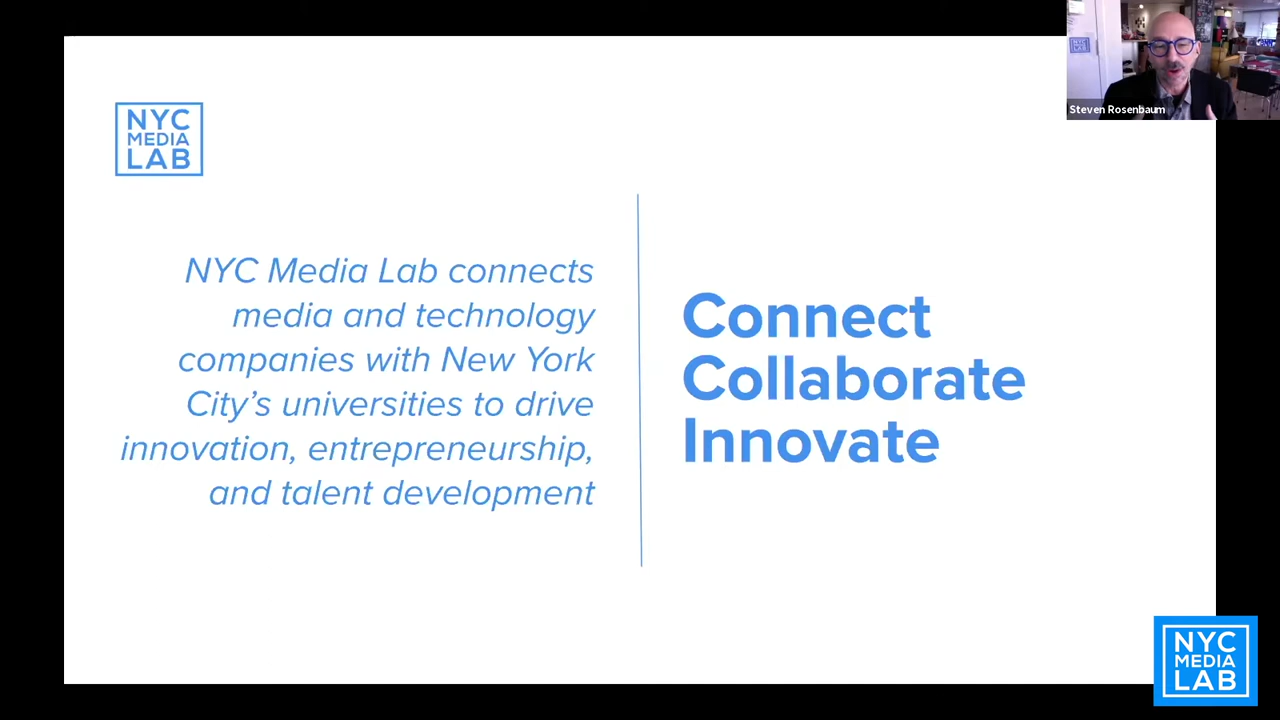 Steven Rosenbaum
NYC
MEDIA
LAB
NYC Media Lab connects
media and technology
companies with New York
City’s universities to drive
innovation, entrepreneurship,
and talent development
Connect
Collaborate
Innovate
NYC
MEDIA
LAB